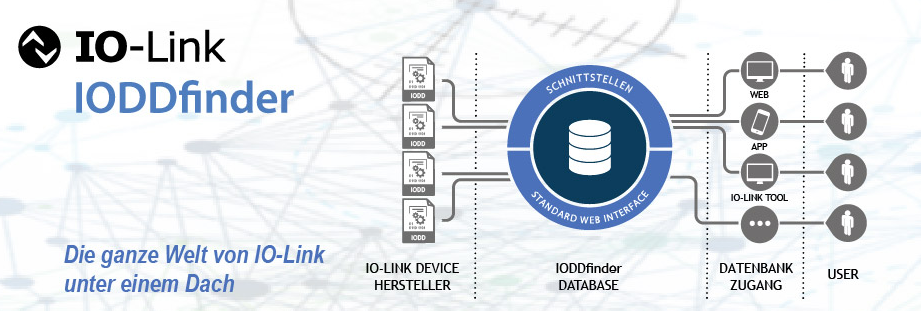 IO-Link
IODDfinder
Die ganze Welt von IO-Link
unter einem Dach
IODD
IODD
IODD
IODD
IO-LINK DEVICE
HERSTELLER
SCHNITTSTELLEN
STANDARD WEB INTERFACE
IODDfinder
DATABASE
WEB
APP
IO-LINK TOOL
DATENBANK
ZUGANG
USER